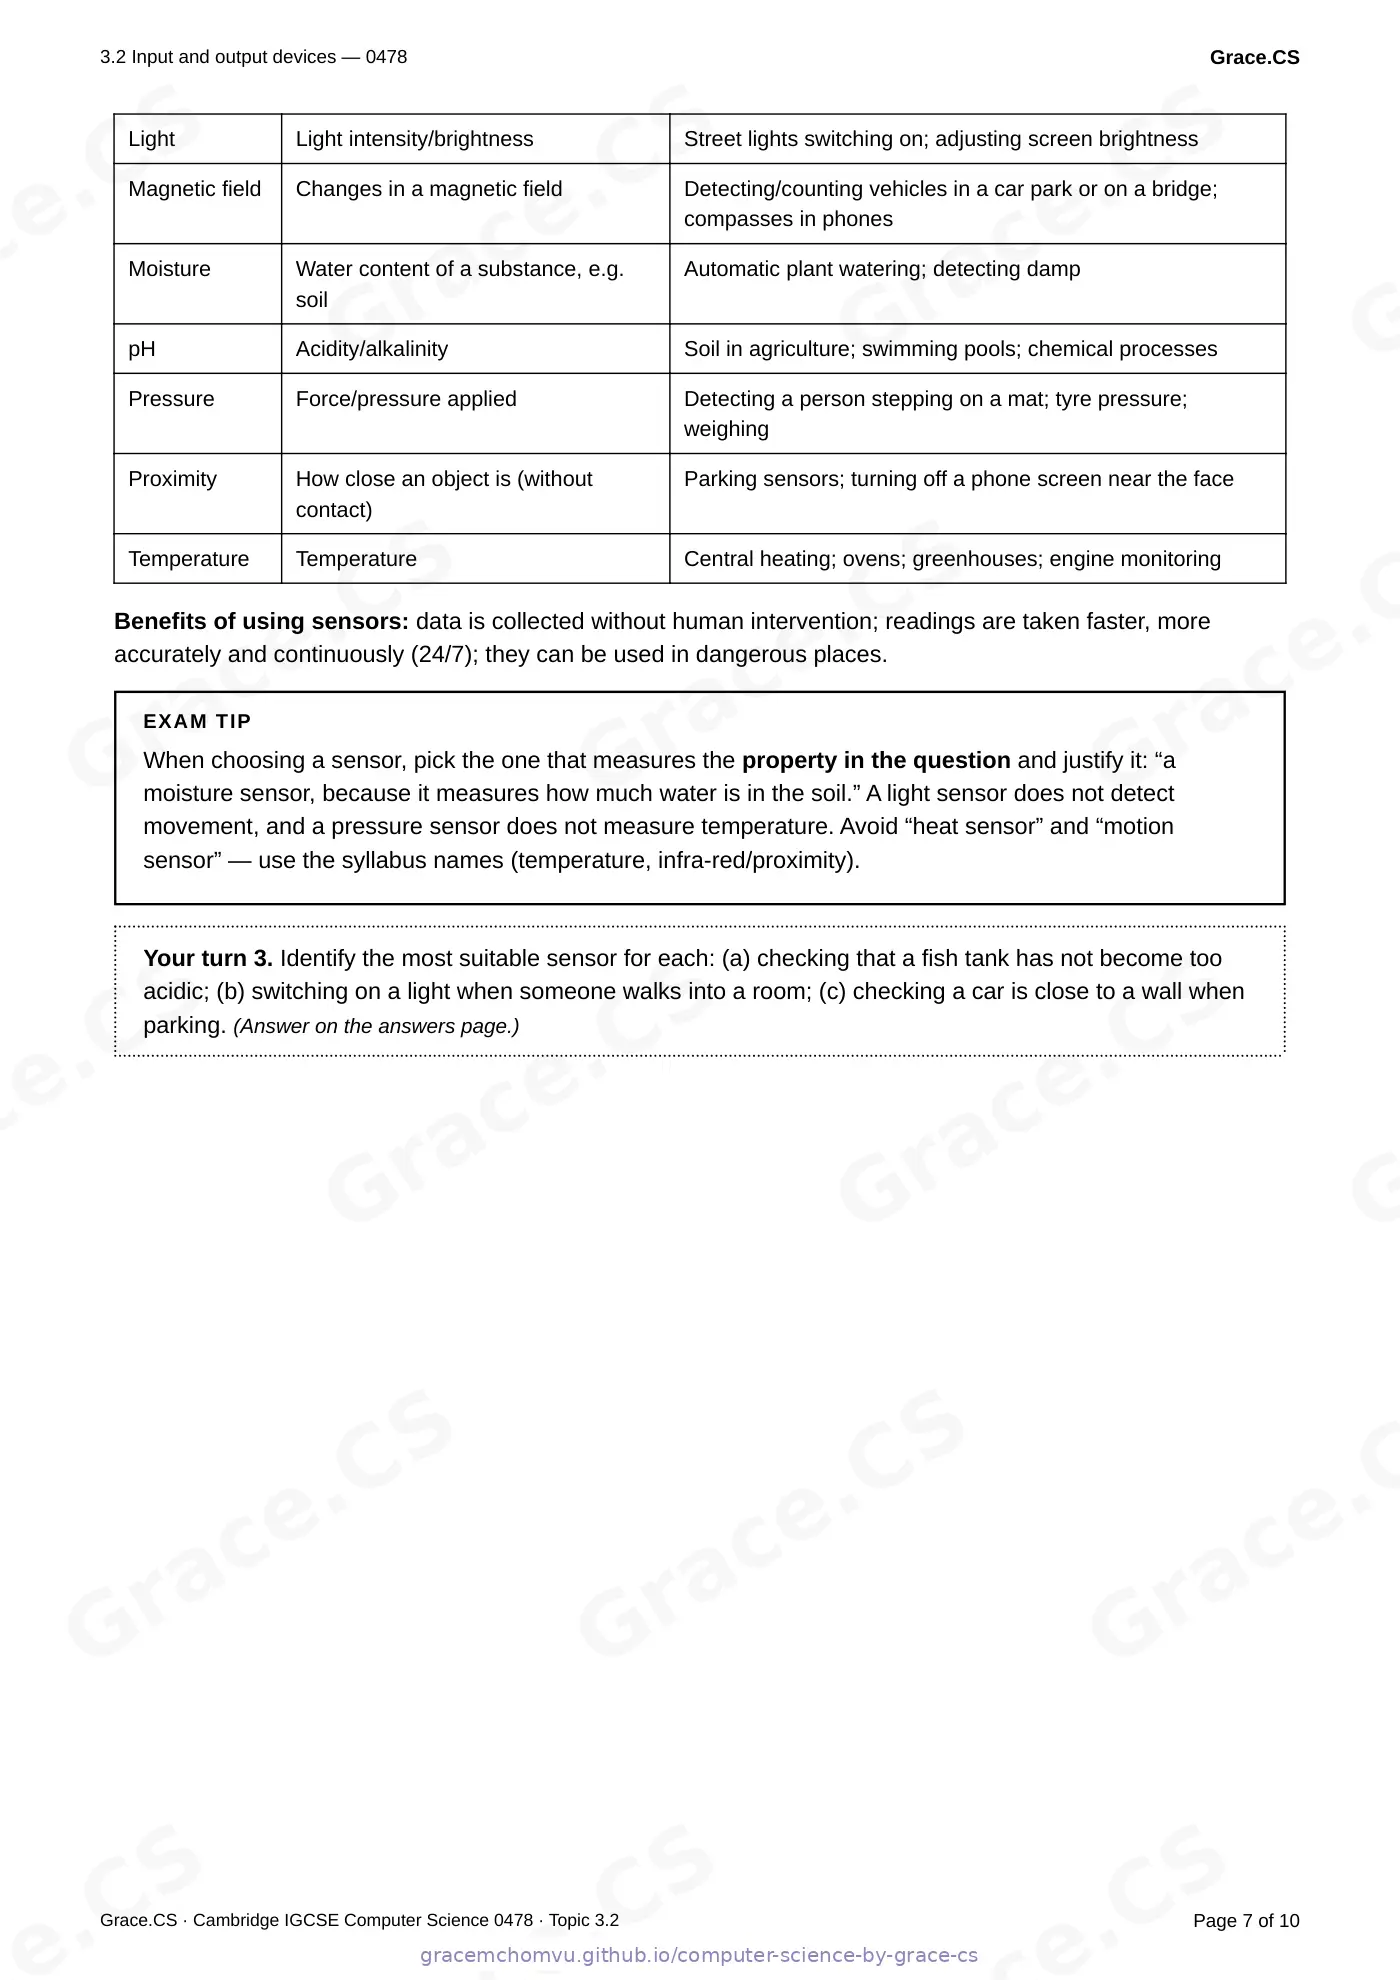 3.2 Input and output devices — 0478
Grace.CS
Light
Light intensity/brightness
Street lights switching on; adjusting screen brightness
Magnetic field
Changes in a magnetic field
Detecting/counting vehicles in a car park or on a bridge;
compasses in phones
Moisture
Water content of a substance, e.g.
soil
Automatic plant watering; detecting damp
pH
Acidity/alkalinity
Soil in agriculture; swimming pools; chemical processes
Pressure
Force/pressure applied
Detecting a person stepping on a mat; tyre pressure;
weighing
Proximity
How close an object is (without
contact)
Parking sensors; turning off a phone screen near the face
Temperature
Temperature
Central heating; ovens; greenhouses; engine monitoring
Benefits of using sensors: data is collected without human intervention; readings are taken faster, more
accurately and continuously (24/7); they can be used in dangerous places.
EXAM TIP
When choosing a sensor, pick the one that measures the property in the question and justify it: “a
moisture sensor, because it measures how much water is in the soil.” A light sensor does not detect
movement, and a pressure sensor does not measure temperature. Avoid “heat sensor” and “motion
sensor” — use the syllabus names (temperature, infra-red/proximity).
Your turn 3. Identify the most suitable sensor for each: (a) checking that a fish tank has not become too
acidic; (b) switching on a light when someone walks into a room; (c) checking a car is close to a wall when
parking. (Answer on the answers page.)
Grace.CS · Cambridge IGCSE Computer Science 0478 · Topic 3.2
Page 7 of 10
gracemchomvu.github.io/computer-science-by-grace-cs